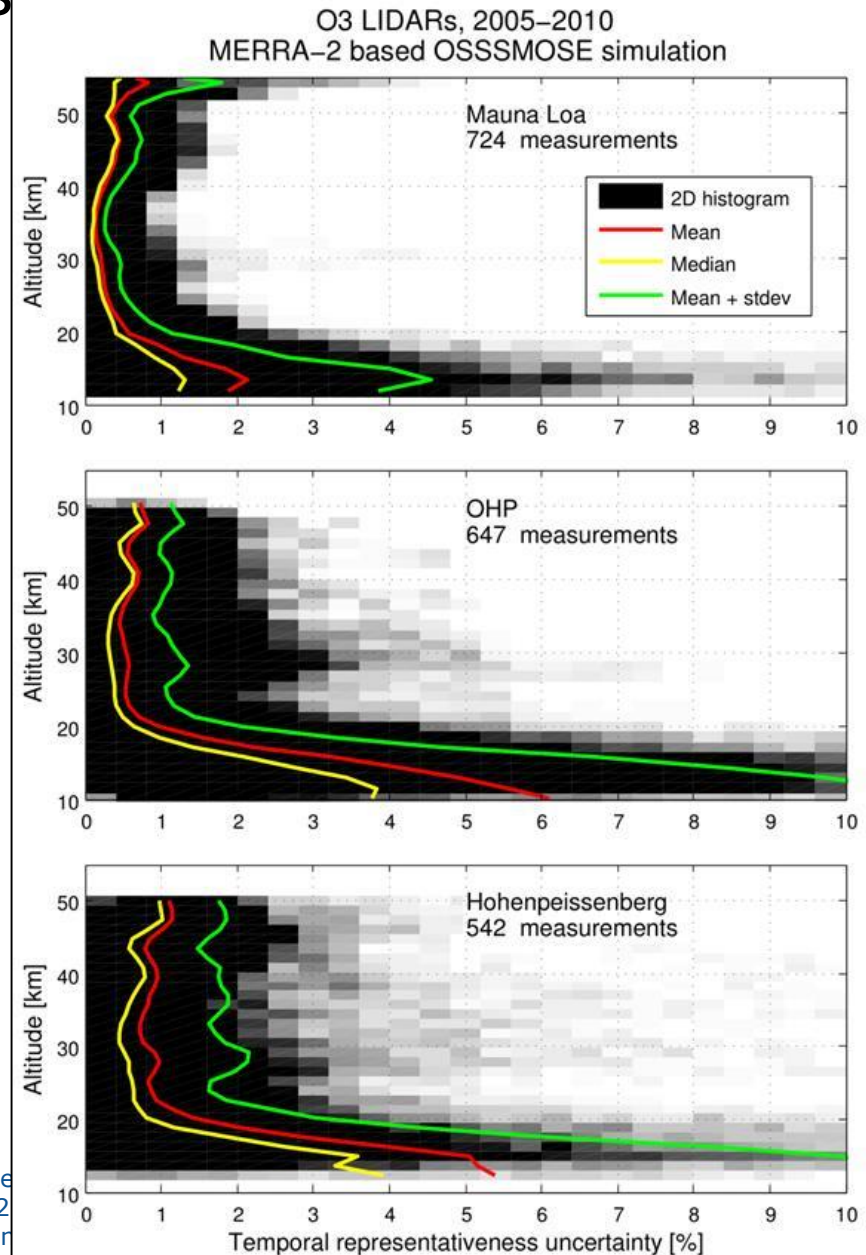 O3 LIDARs, 2005−2010
MERRA−2 based OSSSMOSE simulation
Altitude [km]
50
40
30
20
10
Mauna Loa
724 measurements
2D histogram
Mean
Median
Mean + stdev
0 1 2 3 4 5 6 7 8 9 10
Altitude [km]
50
40
30
20
10
OHP
647 measurements
0 1 2 3 4 5 6 7 8 9 10
Altitude [km]
50
40
30
20
10
Hohenpeissenberg
542 measurements
0 1 2 3 4 5 6 7 8 9 10
Temporal representativeness uncertainty [%]